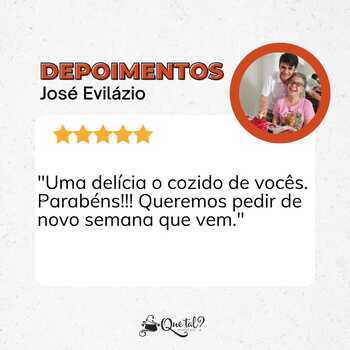 DEPOIMENTOS
José Evilázio
"Uma delícia o cozido de vocês.
Parabéns!!! Queremos pedir de
novo semana que vem."
Que tal?